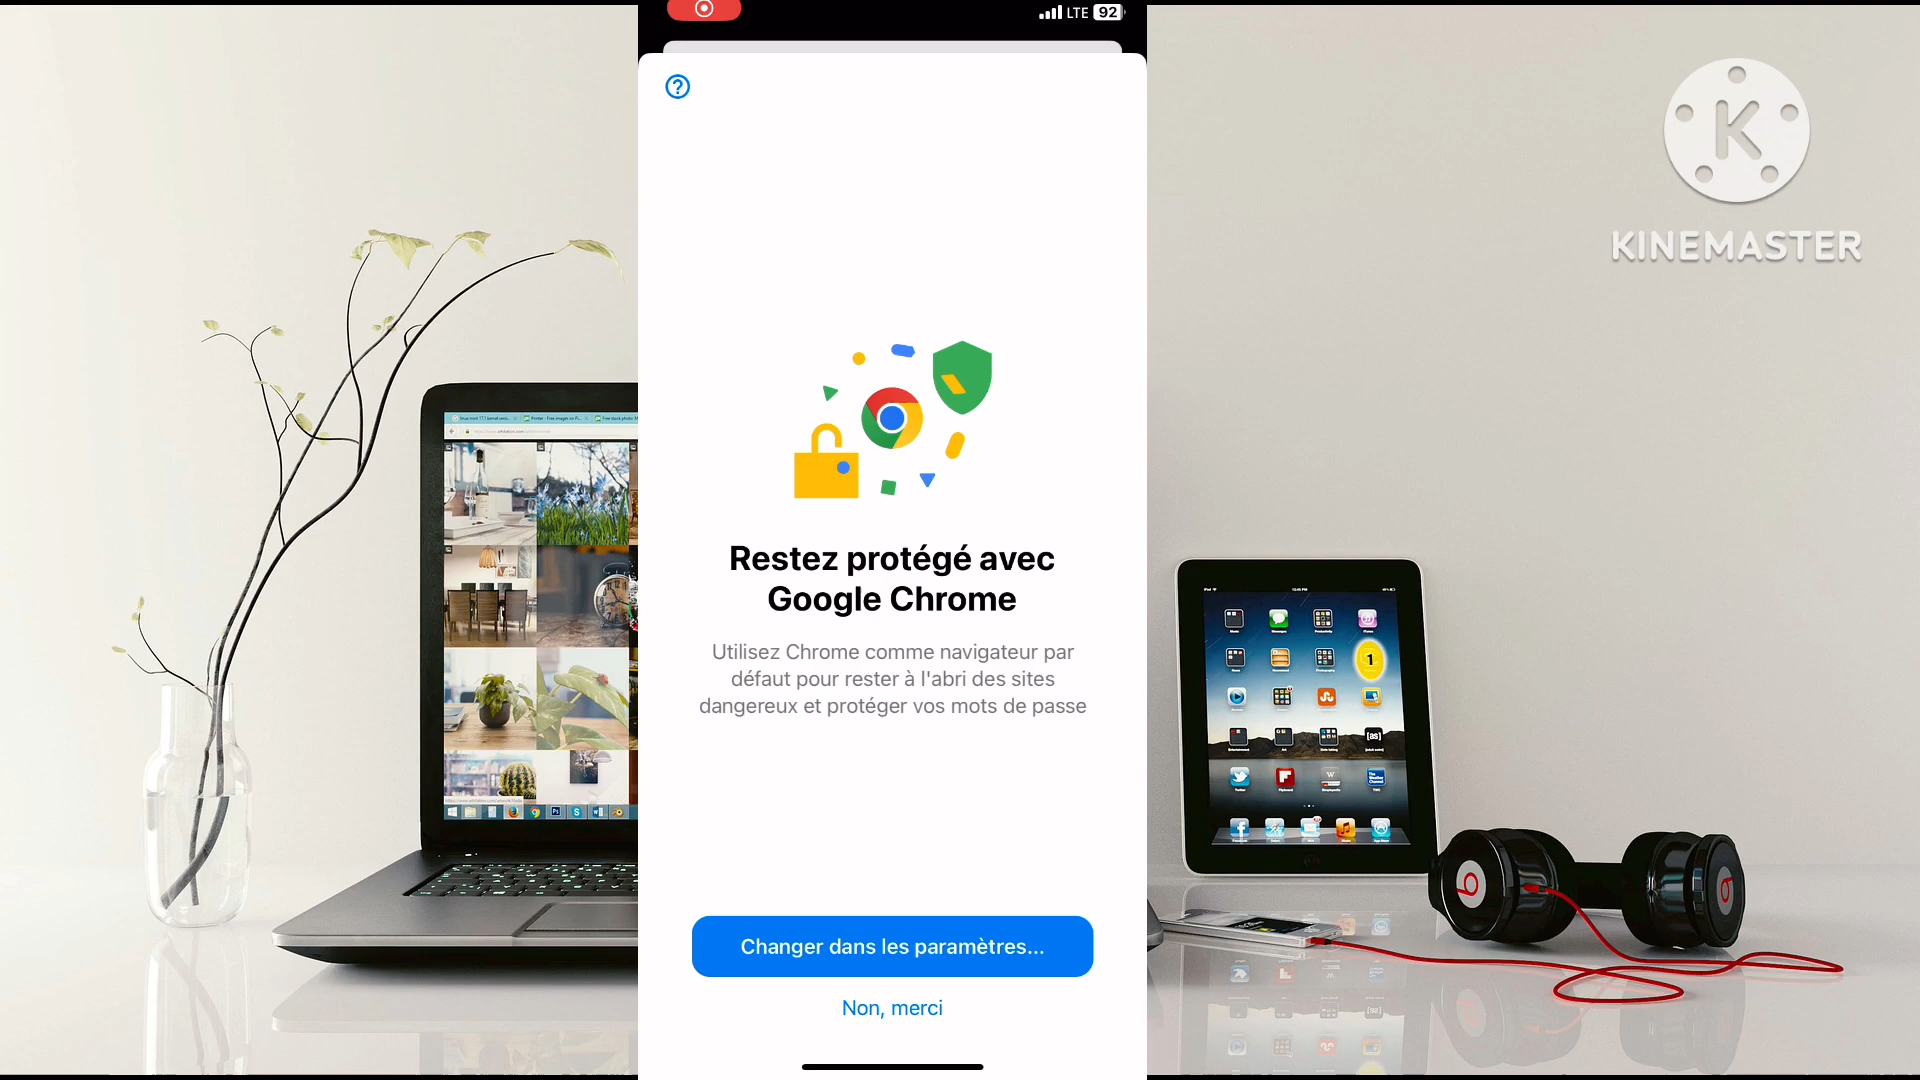 LTE 92
KINEMASTER
Restez protégé avec
Google Chrome
Utilisez Chrome comme navigateur par
défaut pour rester à l'abri des sites
dangereux et protéger vos mots de passe
1
Changer dans les paramètres...
Non, merci